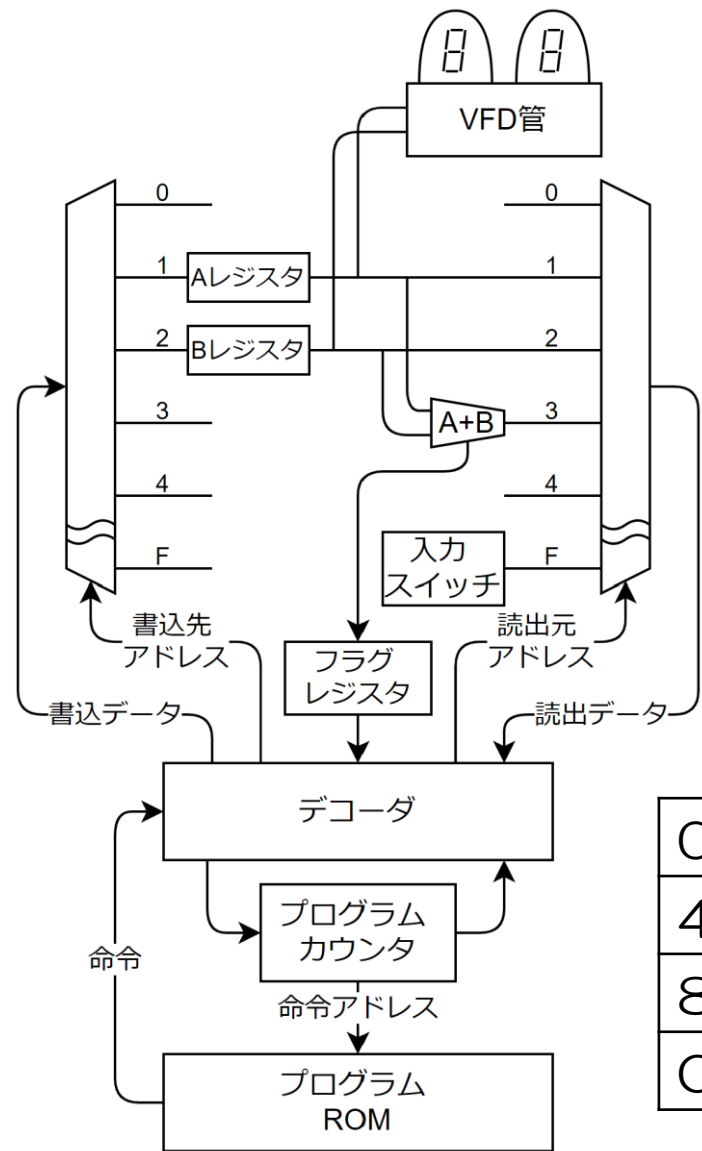 8 8
VFD管
0
1
Aレジスタ
2
Bレジスタ
3
4
F
0
1
2
A+B
3
4
入力
スイッチ
F
書込先
アドレス
読出元
アドレス
フラグ
レジスタ
書込データ
読出データ
デコーダ
プログラム
カウンタ
命令
命令アドレス
プログラム
ROM
4
8